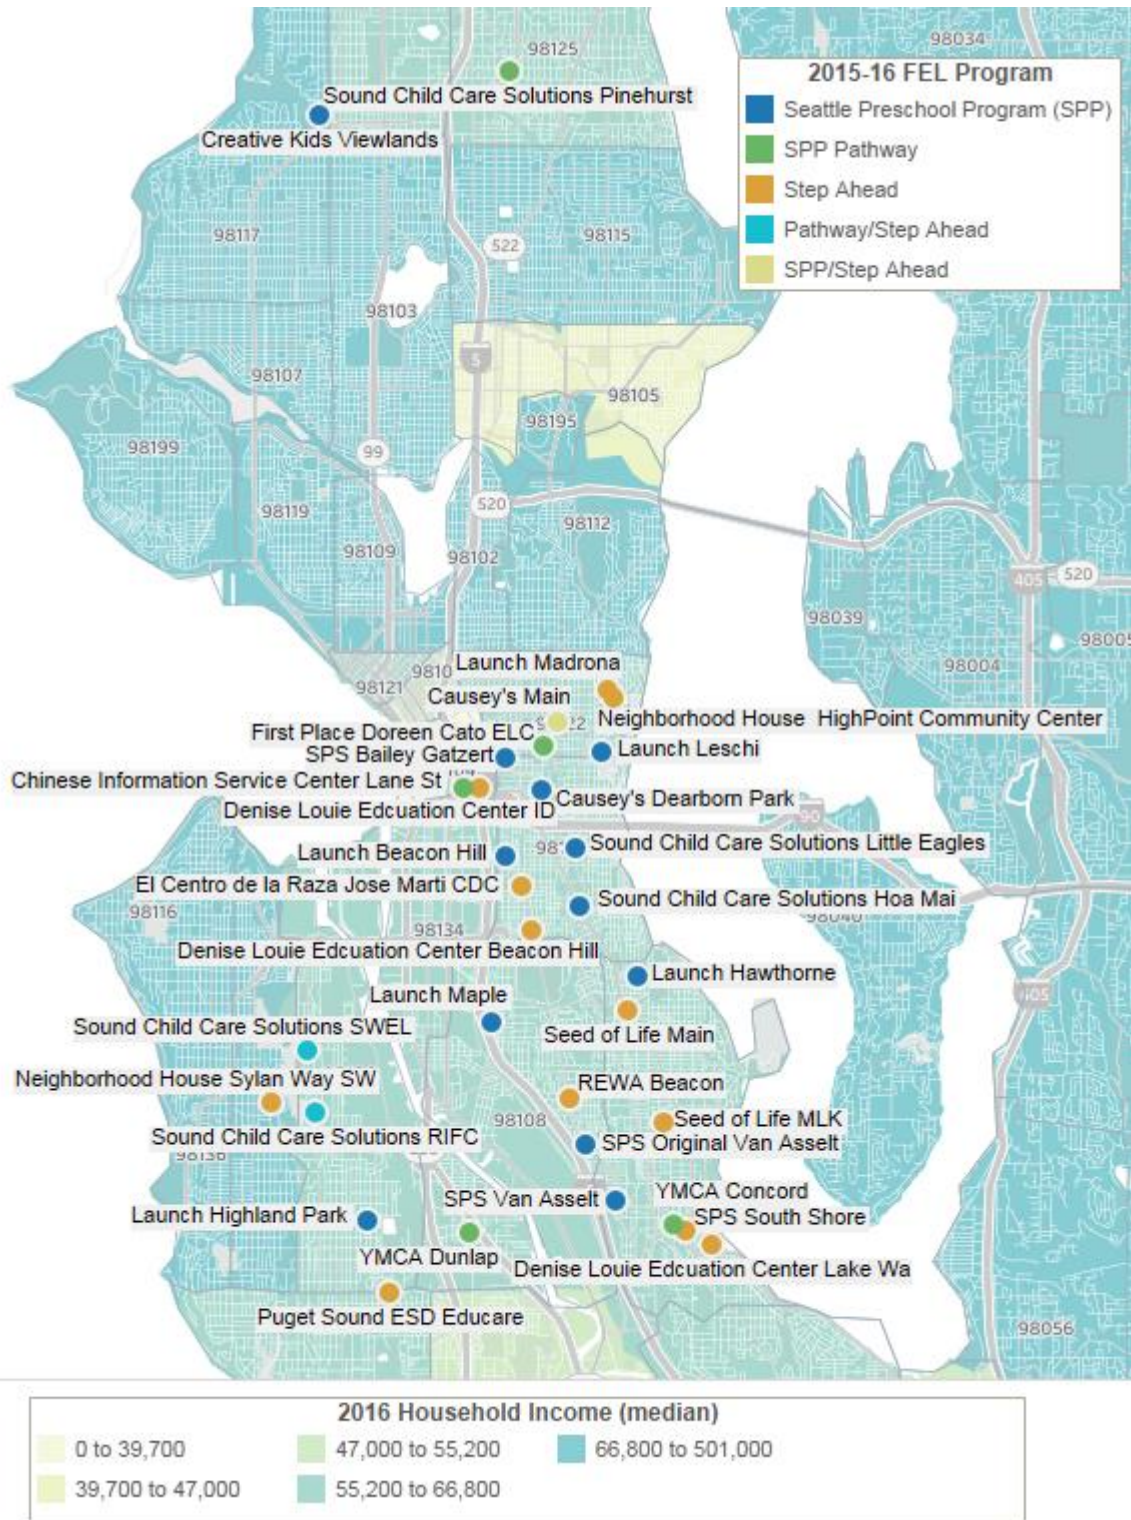 98125
98034
2015-16 FEL Program
Seattle Preschool Program (SPP)
SPP Pathway
Step Ahead
Pathway/Step Ahead
SPP/Step Ahead
Sound Child Care Solutions Pinehurst
Creative Kids Viewlands
98117
522
98115
98103
5
98107
98105
98195
98199
99
98119
520
98112
98109
98102
405
520
98039
98005
98004
9810
98121
Launch Madrona
Causey's Main
Neighborhood House HighPoint Community Center
First Place Doreen Cato ELC
22
SPS Bailey Gatzert
Launch Leschi
Chinese Information Service Center Lane St
Denise Louie Edcuation Center ID
Causey's Dearborn Park
90
Launch Beacon Hill
98
Sound Child Care Solutions Little Eagles
El Centro de la Raza Jose Marti CDC
Sound Child Care Solutions Hoa Mai
98116
98040
98134
Denise Louie Edcuation Center Beacon Hill
Launch Hawthorne
Launch Maple
405
Sound Child Care Solutions SWEL
Seed of Life Main
Neighborhood House Sylan Way SW
REWA Beacon
98108
Seed of Life MLK
Sound Child Care Solutions RIFC
SPS Original Van Asselt
98136
YMCA Concord
SPS Van Asselt
Launch Highland Park
SPS South Shore
YMCA Dunlap
Denise Louie Edcuation Center Lake Wa
Puget Sound ESD Educare
98056
2016 Household Income (median)
0 to 39,700
47,000 to 55,200
66,800 to 501,000
39,700 to 47,000
55,200 to 66,800